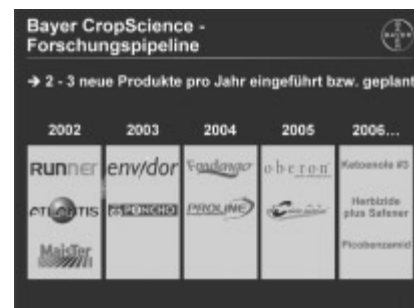 Bayer CropScience -
Forschungspipeline
BAYER
→ 2 - 3 neue Produkte pro Jahr eingeführt bzw. geplant
2002 2003 2004 2005 2006...
RUNner envidor Fandango oberon Ketoenole #3
ATLANTIS PONCHO PROLINE Herbizide
plus Safener
MaisTer Picobenzamid